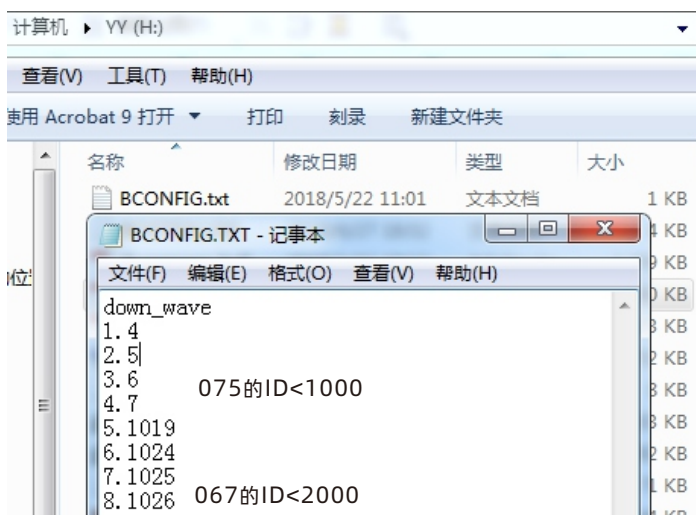 计算机 ▸ YY (H:)
查看(V) 工具(T) 帮助(H)
使用 Acrobat 9 打开 打印 刻录 新建文件夹
名称 修改日期 类型 大小
BCONFIG.txt 2018/5/22 11:01 文本文档 1 KB
BCONFIG.TXT - 记事本
文件(F) 编辑(E) 格式(O) 查看(V) 帮助(H)
down_wave
1.4
2.5
3.6
075的ID<1000
4.7
5.1019
6.1024
7.1025
8.1026
067的ID<2000